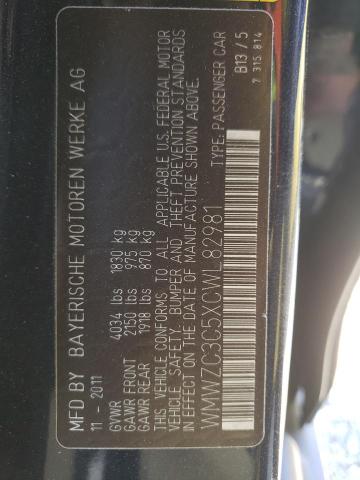 MFD BY BAYERISCHE MOTOREN WERKE AG
11 - 2011
GVWR 4034 lbs 1830 kg
GAWR FRONT 2150 lbs 975 kg
GAWR REAR 1918 lbs 870 kg
THIS VEHICLE CONFORMS TO ALL APPLICABLE U.S. FEDERAL MOTOR
VEHICLE SAFETY, BUMPER AND THEFT PREVENTION STANDARDS
IN EFFECT ON THE DATE OF MANUFACTURE SHOWN ABOVE.
WMWZC3C5XCWL82981 TYPE: PASSENGER CAR
B13 / 5
7 315 814